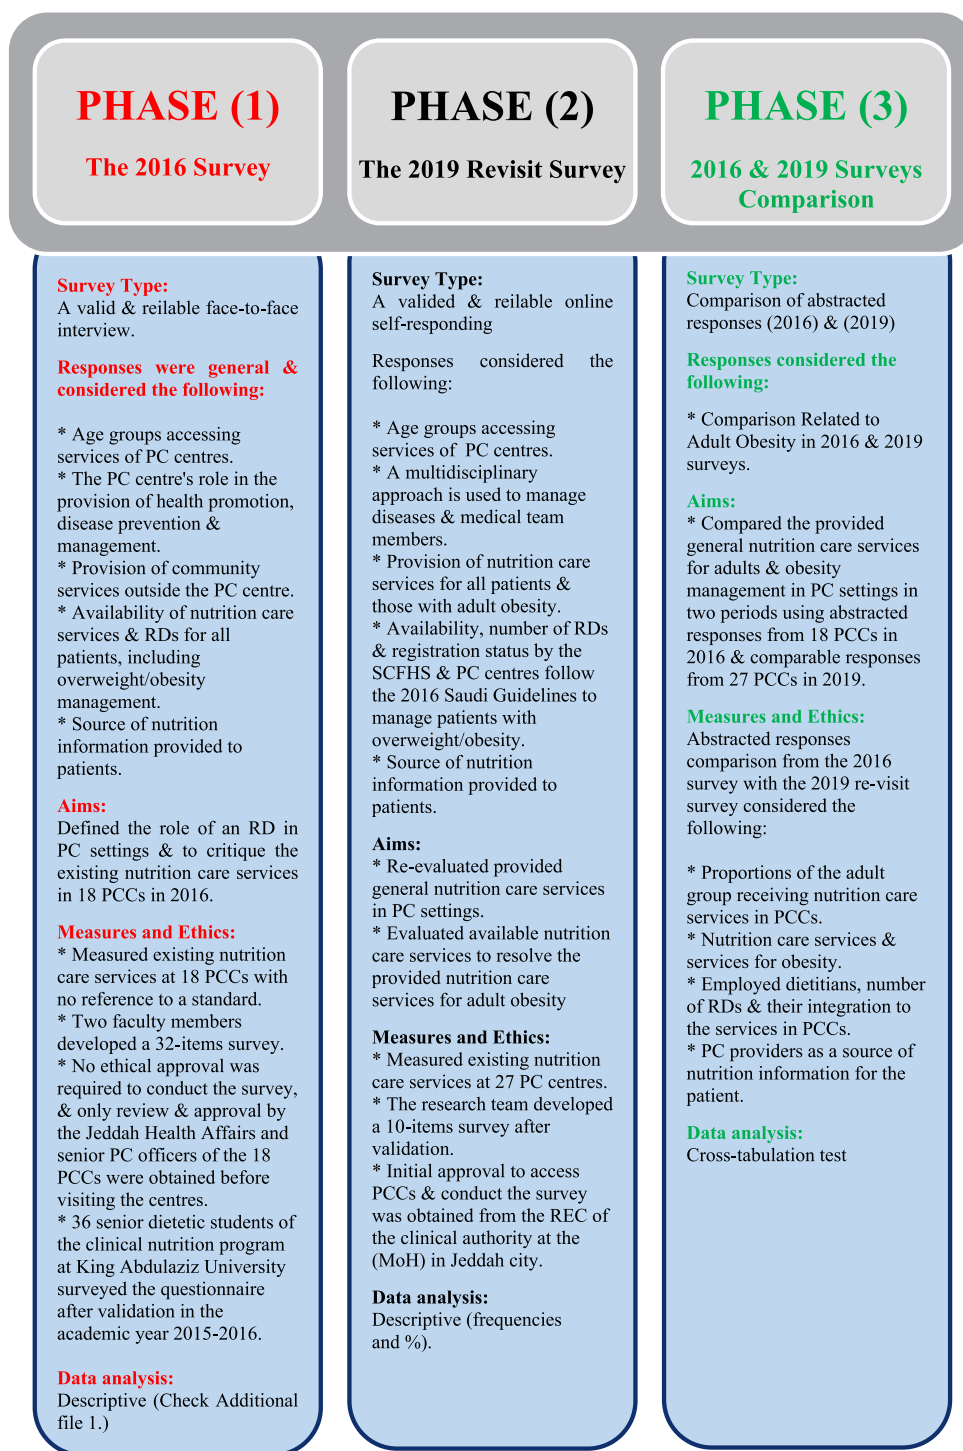 PHASE (1)
The 2016 Survey
Survey Type:
A valid & reilable face-to-face
interview.
Responses were general &
considered the following:
* Age groups accessing
services of PC centres.
* The PC centre's role in the
provision of health promotion,
disease prevention &
management.
* Provision of community
services outside the PC centre.
* Availability of nutrition care
services & RDs for all
patients, including
overweight/obesity
management.
* Source of nutrition
information provided to
patients.
Aims:
Defined the role of an RD in
PC settings & to critique the
existing nutrition care services
in 18 PCCs in 2016.
Measures and Ethics:
* Measured existing nutrition
care services at 18 PCCs with
no reference to a standard.
* Two faculty members
developed a 32-items survey.
* No ethical approval was
required to conduct the survey,
& only review & approval by
the Jeddah Health Affairs and
senior PC officers of the 18
PCCs were obtained before
visiting the centres.
* 36 senior dietetic students of
the clinical nutrition program
at King Abdulaziz University
surveyed the questionnaire
after validation in the
academic year 2015-2016.
Data analysis:
Descriptive (Check Additional
file 1.)
PHASE (2)
The 2019 Revisit Survey
Survey Type:
A valided & reilable online
self-responding
Responses considered the
following:
* Age groups accessing
services of PC centres.
* A multidisciplinary
approach is used to manage
diseases & medical team
members.
* Provision of nutrition care
services for all patients &
those with adult obesity.
* Availability, number of RDs
& registration status by the
SCFHS & PC centres follow
the 2016 Saudi Guidelines to
manage patients with
overweight/obesity.
* Source of nutrition
information provided to
patients.
Aims:
* Re-evaluated provided
general nutrition care services
in PC settings.
* Evaluated available nutrition
care services to resolve the
provided nutrition care
services for adult obesity
Measures and Ethics:
* Measured existing nutrition
care services at 27 PC centres.
* The research team developed
a 10-items survey after
validation.
* Initial approval to access
PCCs & conduct the survey
was obtained from the REC of
the clinical authority at the
(MoH) in Jeddah city.
Data analysis:
Descriptive (frequencies
and %).
PHASE (3)
2016 & 2019 Surveys
Comparison
Survey Type:
Comparison of abstracted
responses (2016) & (2019)
Responses considered the
following:
* Comparison Related to
Adult Obesity in 2016 & 2019
surveys.
Aims:
* Compared the provided
general nutrition care services
for adults & obesity
management in PC settings in
two periods using abstracted
responses from 18 PCCs in
2016 & comparable responses
from 27 PCCs in 2019.
Measures and Ethics:
Abstracted responses
comparison from the 2016
survey with the 2019 re-visit
survey considered the
following:
* Proportions of the adult
group receiving nutrition care
services in PCCs.
* Nutrition care services &
services for obesity.
* Employed dietitians, number
of RDs & their integration to
the services in PCCs.
* PC providers as a source of
nutrition information for the
patient.
Data analysis:
Cross-tabulation test